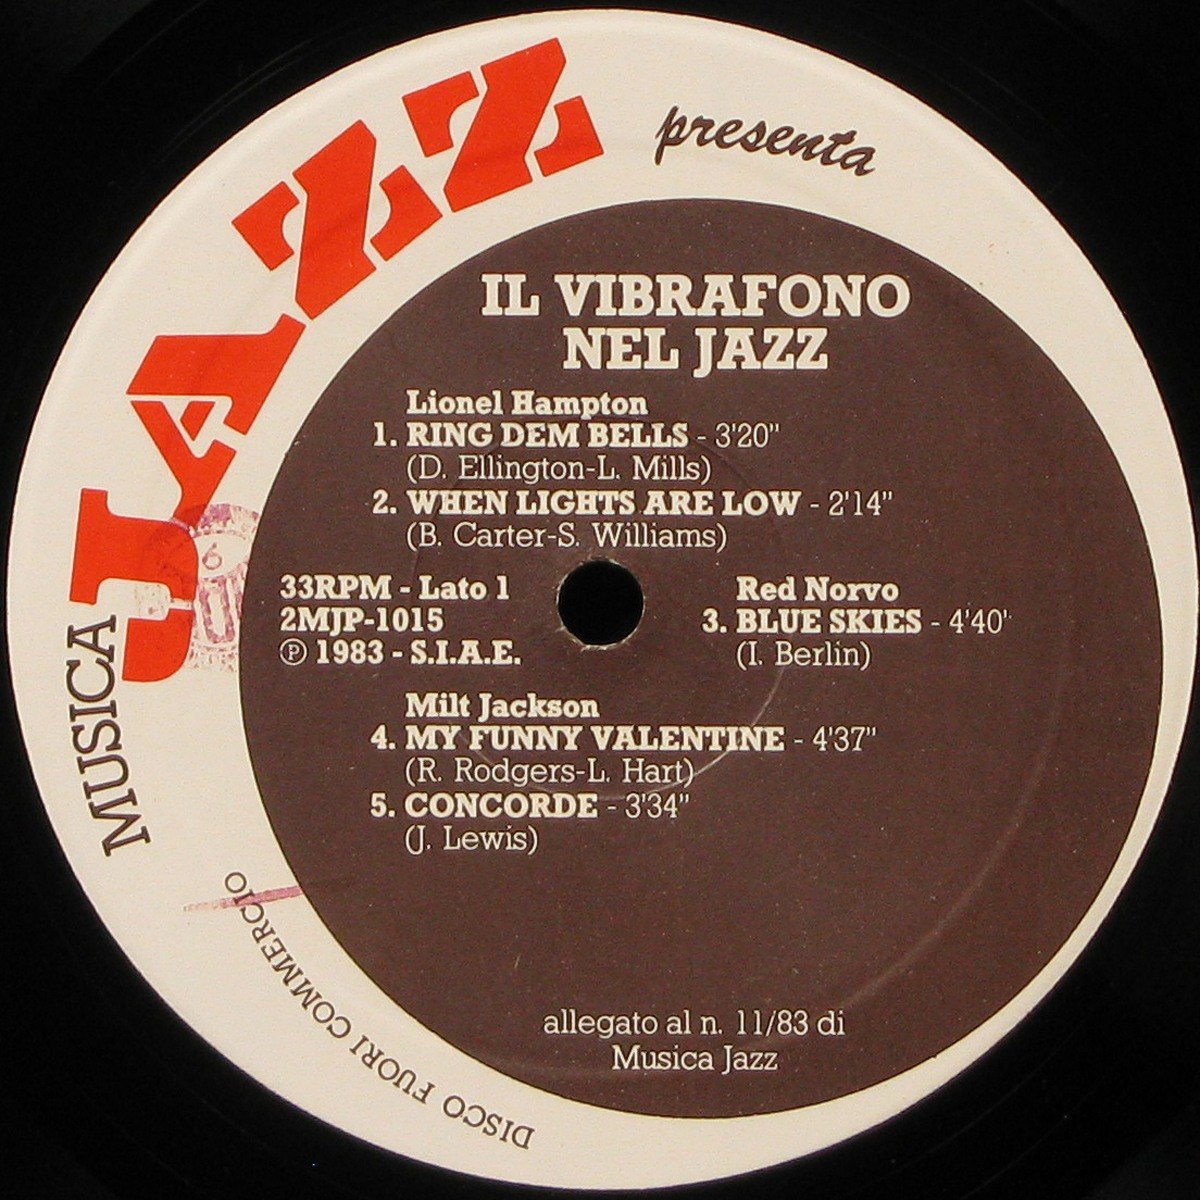 MUSICA JAZZ presenta
IL VIBRAFONO
NEL JAZZ
Lionel Hampton
1. RING DEM BELLS - 3'20"
(D. Ellington-L. Mills)
2. WHEN LIGHTS ARE LOW - 2'14"
(B. Carter-S. Williams)
33RPM - Lato 1
2MJP-1015
℗ 1983 - S.I.A.E.
Red Norvo
3. BLUE SKIES - 4'40"
(I. Berlin)
Milt Jackson
4. MY FUNNY VALENTINE - 4'37"
(R. Rodgers-L. Hart)
5. CONCORDE - 3'34"
(J. Lewis)
allegato al n. 11/83 di
Musica Jazz
DISCO FUORI COMMERCIO